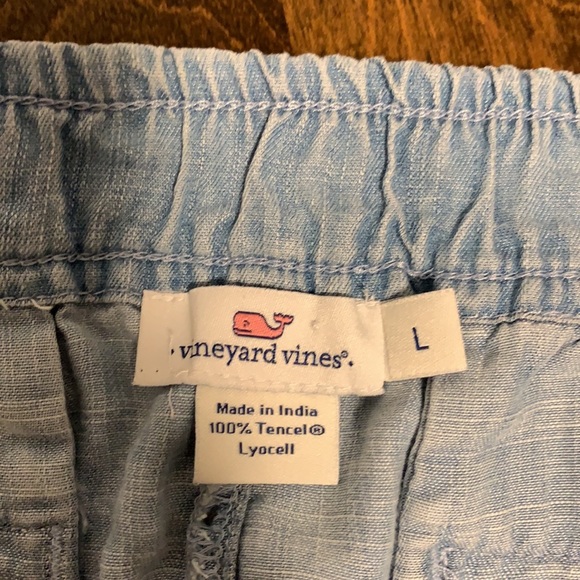 vineyard vines®.
L
Made in India
100% Tencel®
Lyocell